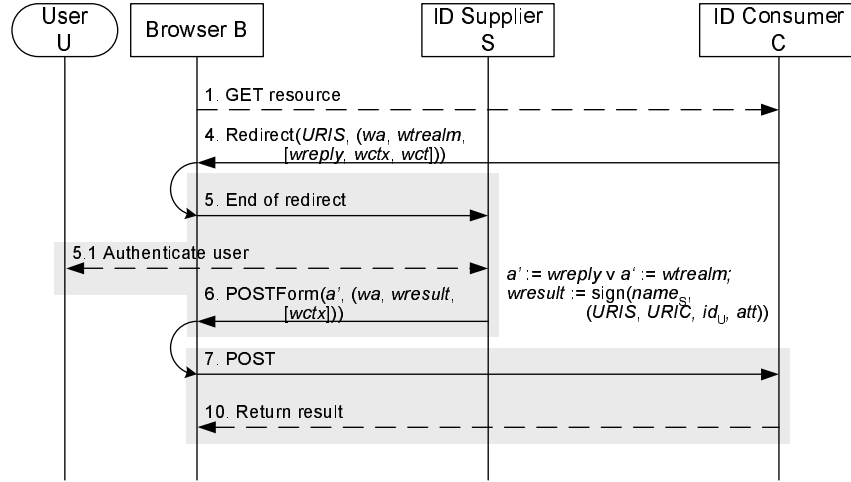 User
U
Browser B
ID Supplier
S
ID Consumer
C
1. GET resource
4. Redirect(URIS, (wa, wtrealm,
[wreply, wctx, wct]))
5. End of redirect
5.1 Authenticate user
6. POSTForm(a’, (wa, wresult,
[wctx]))
a’ := wreply v a‘ := wtrealm;
wresult := sign(nameS,
(URIS, URIC, idU, att))
7. POST
10. Return result